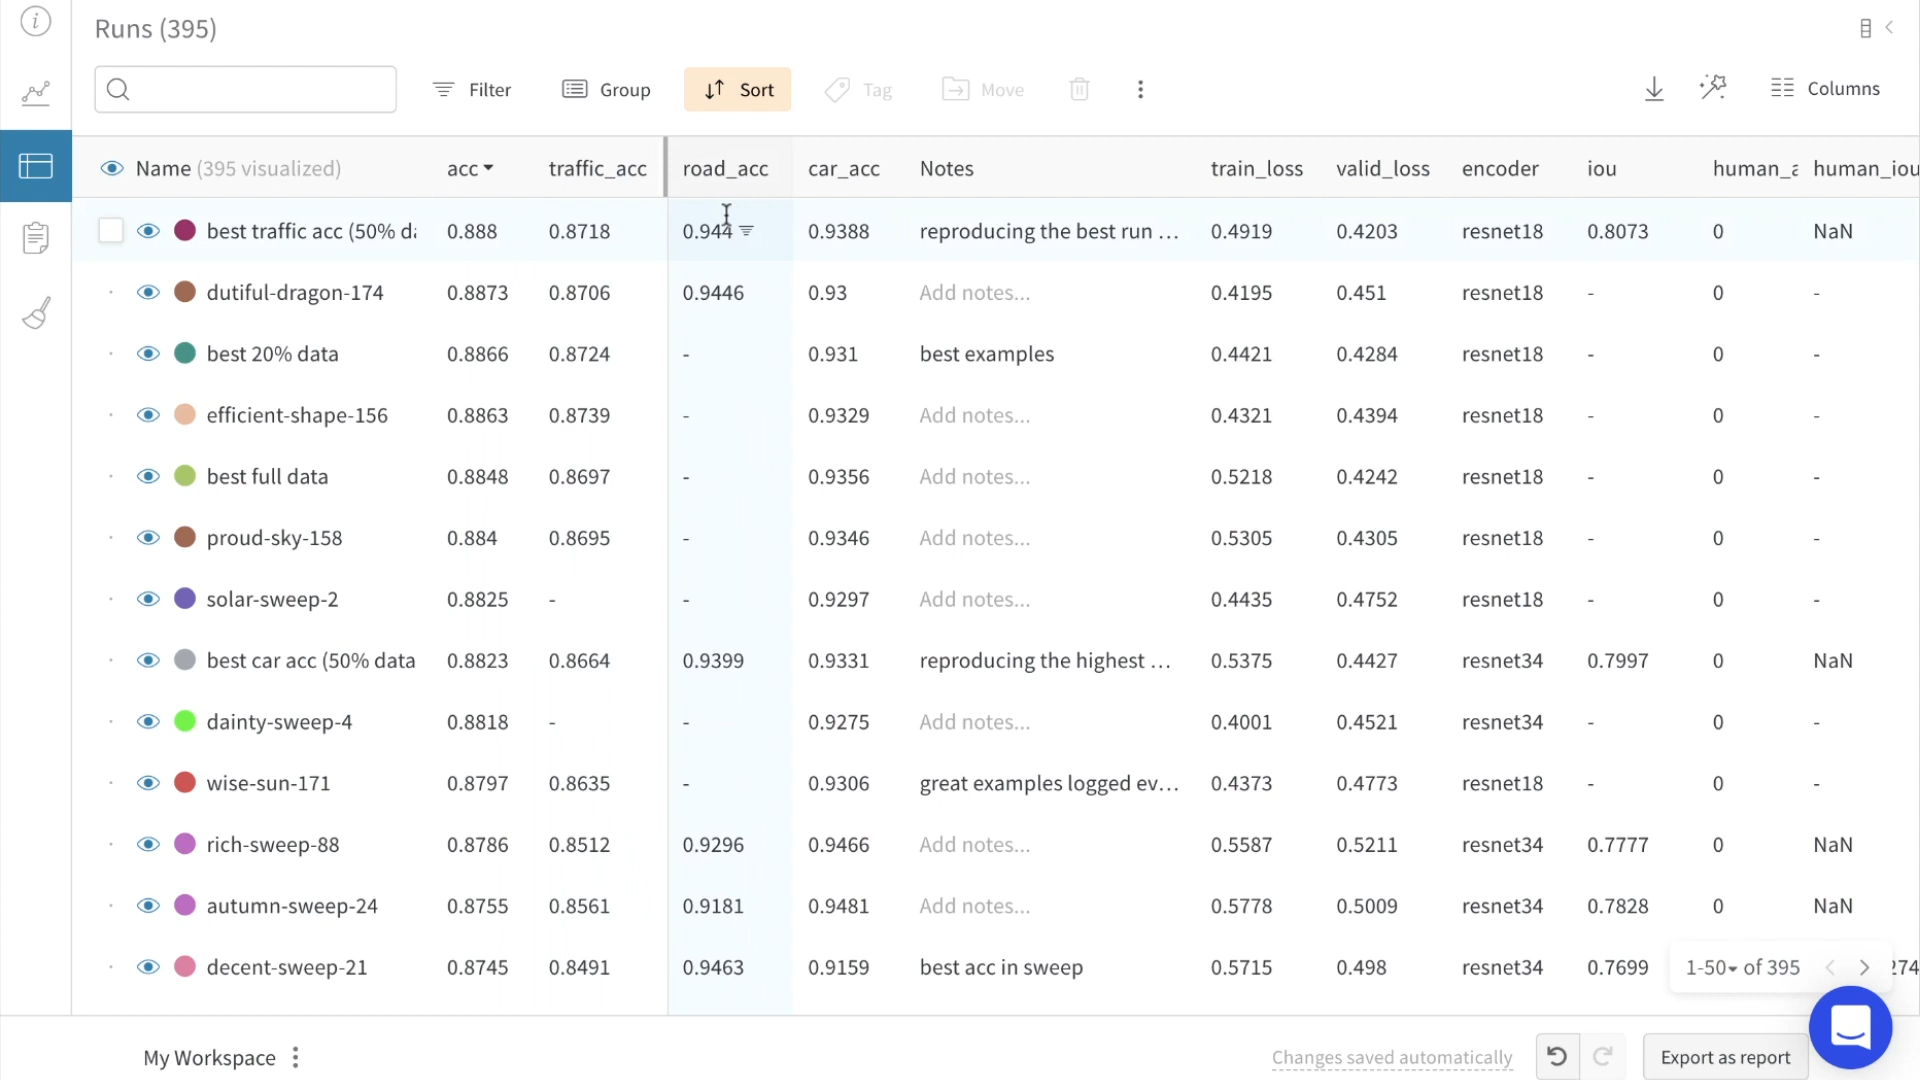 Runs (395)
Filter Group Sort Tag Move Columns
Name (395 visualized) acc traffic_acc road_acc car_acc Notes train_loss valid_loss encoder iou human_a human_iou
best traffic acc (50% da 0.888 0.8718 0.944 0.9388 reproducing the best run ... 0.4919 0.4203 resnet18 0.8073 0 NaN
dutiful-dragon-174 0.8873 0.8706 0.9446 0.93 Add notes... 0.4195 0.451 resnet18 - 0 -
best 20% data 0.8866 0.8724 - 0.931 best examples 0.4421 0.4284 resnet18 - 0 -
efficient-shape-156 0.8863 0.8739 - 0.9329 Add notes... 0.4321 0.4394 resnet18 - 0 -
best full data 0.8848 0.8697 - 0.9356 Add notes... 0.5218 0.4242 resnet18 - 0 -
proud-sky-158 0.884 0.8695 - 0.9346 Add notes... 0.5305 0.4305 resnet18 - 0 -
solar-sweep-2 0.8825 - - 0.9297 Add notes... 0.4435 0.4752 resnet18 - 0 -
best car acc (50% data 0.8823 0.8664 0.9399 0.9331 reproducing the highest ... 0.5375 0.4427 resnet34 0.7997 0 NaN
dainty-sweep-4 0.8818 - - 0.9275 Add notes... 0.4001 0.4521 resnet34 - 0 -
wise-sun-171 0.8797 0.8635 - 0.9306 great examples logged ev... 0.4373 0.4773 resnet18 - 0 -
rich-sweep-88 0.8786 0.8512 0.9296 0.9466 Add notes... 0.5587 0.5211 resnet34 0.7777 0 NaN
autumn-sweep-24 0.8755 0.8561 0.9181 0.9481 Add notes... 0.5778 0.5009 resnet34 0.7828 0 NaN
decent-sweep-21 0.8745 0.8491 0.9463 0.9159 best acc in sweep 0.5715 0.498 resnet34 0.7699 1-50 of 395 274
My Workspace Changes saved automatically Export as report